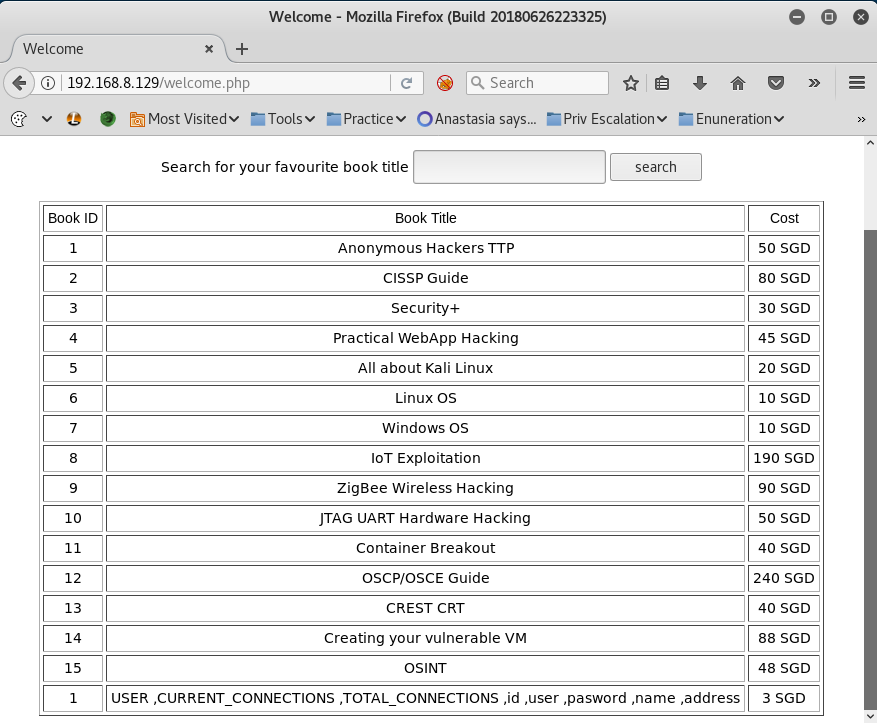 Welcome - Mozilla Firefox (Build 20180626223325)
Welcome
192.168.8.129/welcome.php
Search
Most Visited Tools Practice Anastasia says... Priv Escalation Enumeration
Search for your favourite book title search
Book ID Book Title Cost
1 Anonymous Hackers TTP 50 SGD
2 CISSP Guide 80 SGD
3 Security+ 30 SGD
4 Practical WebApp Hacking 45 SGD
5 All about Kali Linux 20 SGD
6 Linux OS 10 SGD
7 Windows OS 10 SGD
8 IoT Exploitation 190 SGD
9 ZigBee Wireless Hacking 90 SGD
10 JTAG UART Hardware Hacking 50 SGD
11 Container Breakout 40 SGD
12 OSCP/OSCE Guide 240 SGD
13 CREST CRT 40 SGD
14 Creating your vulnerable VM 88 SGD
15 OSINT 48 SGD
1 USER ,CURRENT_CONNECTIONS ,TOTAL_CONNECTIONS ,id ,user ,pasword ,name ,address 3 SGD